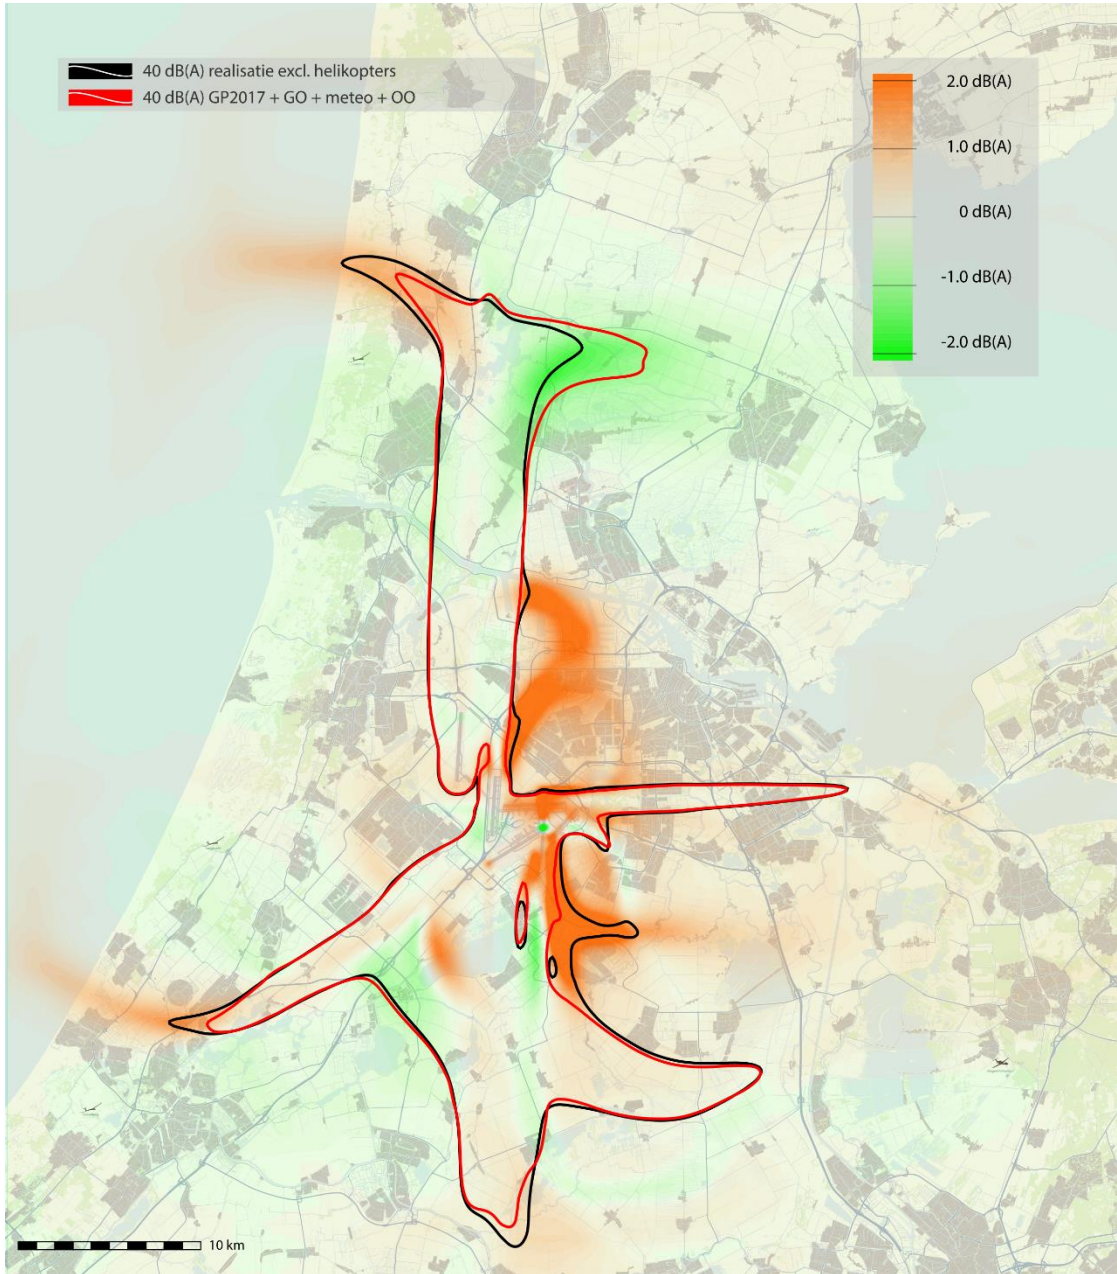 40 dB(A) realisatie excl. helikopters
40 dB(A) GP2017 + GO + meteo + OO
2.0 dB(A)
1.0 dB(A)
0 dB(A)
-1.0 dB(A)
-2.0 dB(A)
10 km